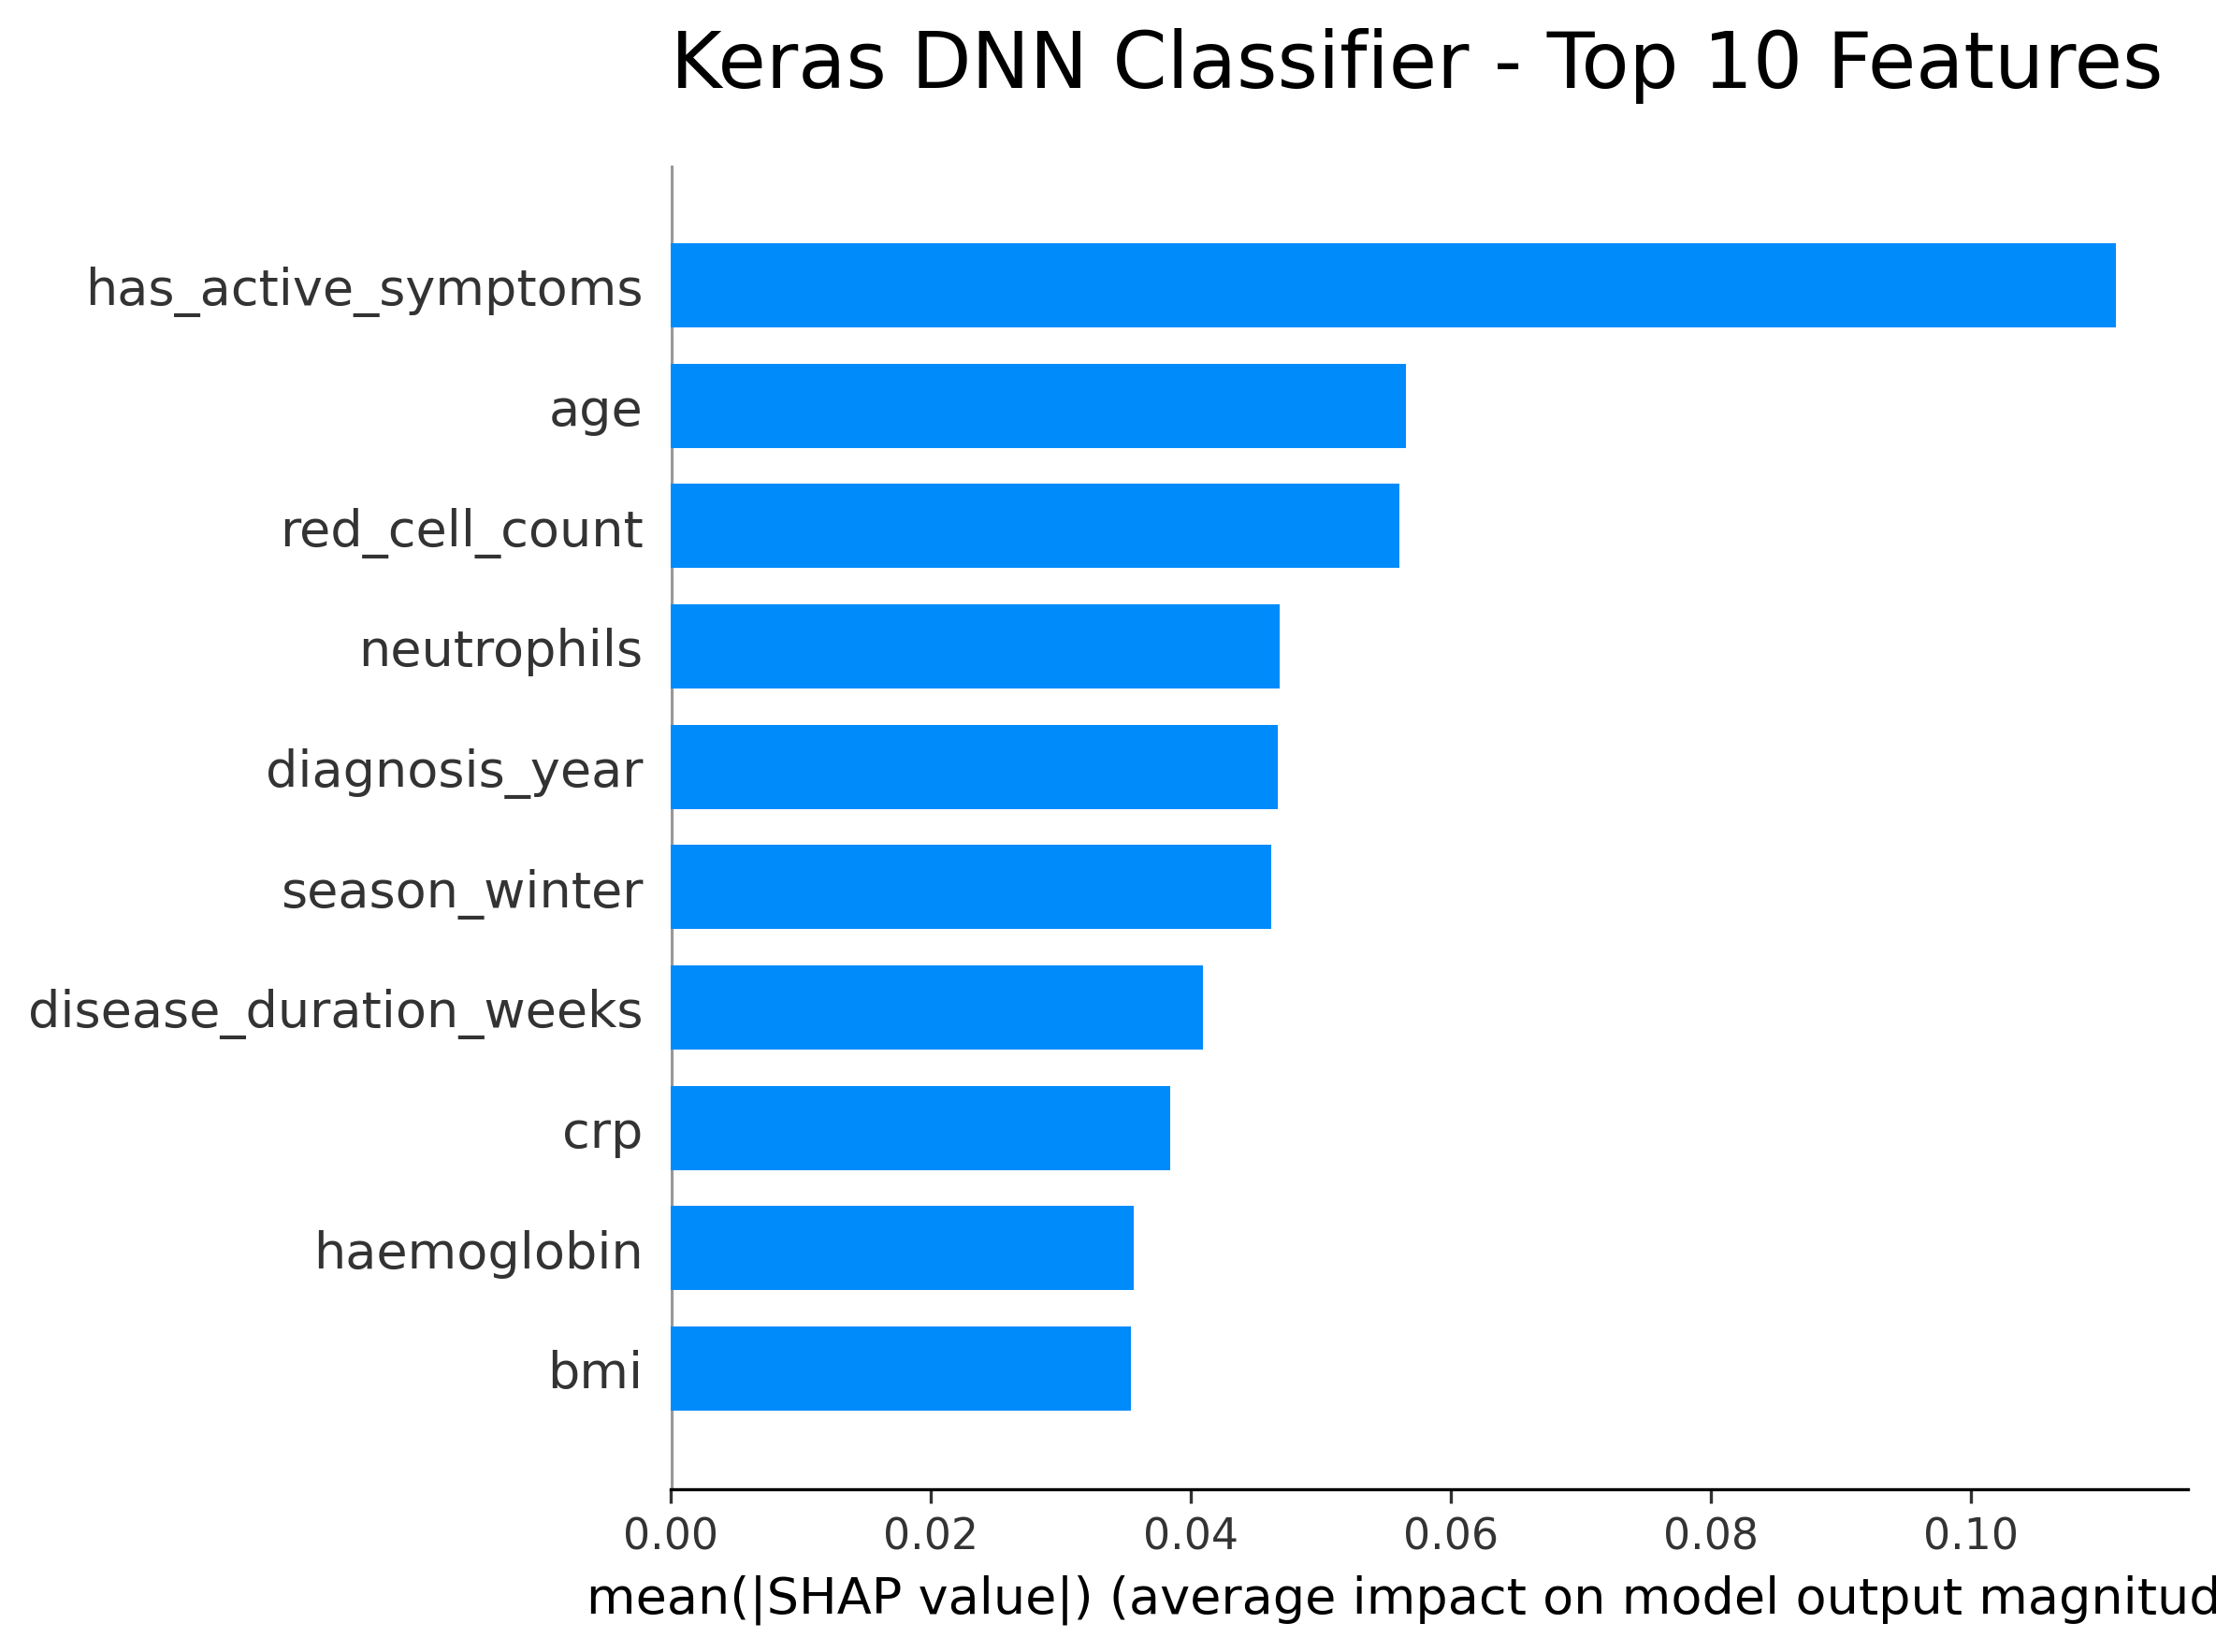 Keras DNN Classifier - Top 10 Features
has_active_symptoms
age
red_cell_count
neutrophils
diagnosis_year
season_winter
disease_duration_weeks
crp
haemoglobin
bmi
0.00 0.02 0.04 0.06 0.08 0.10
mean(|SHAP value|) (average impact on model output magnitud